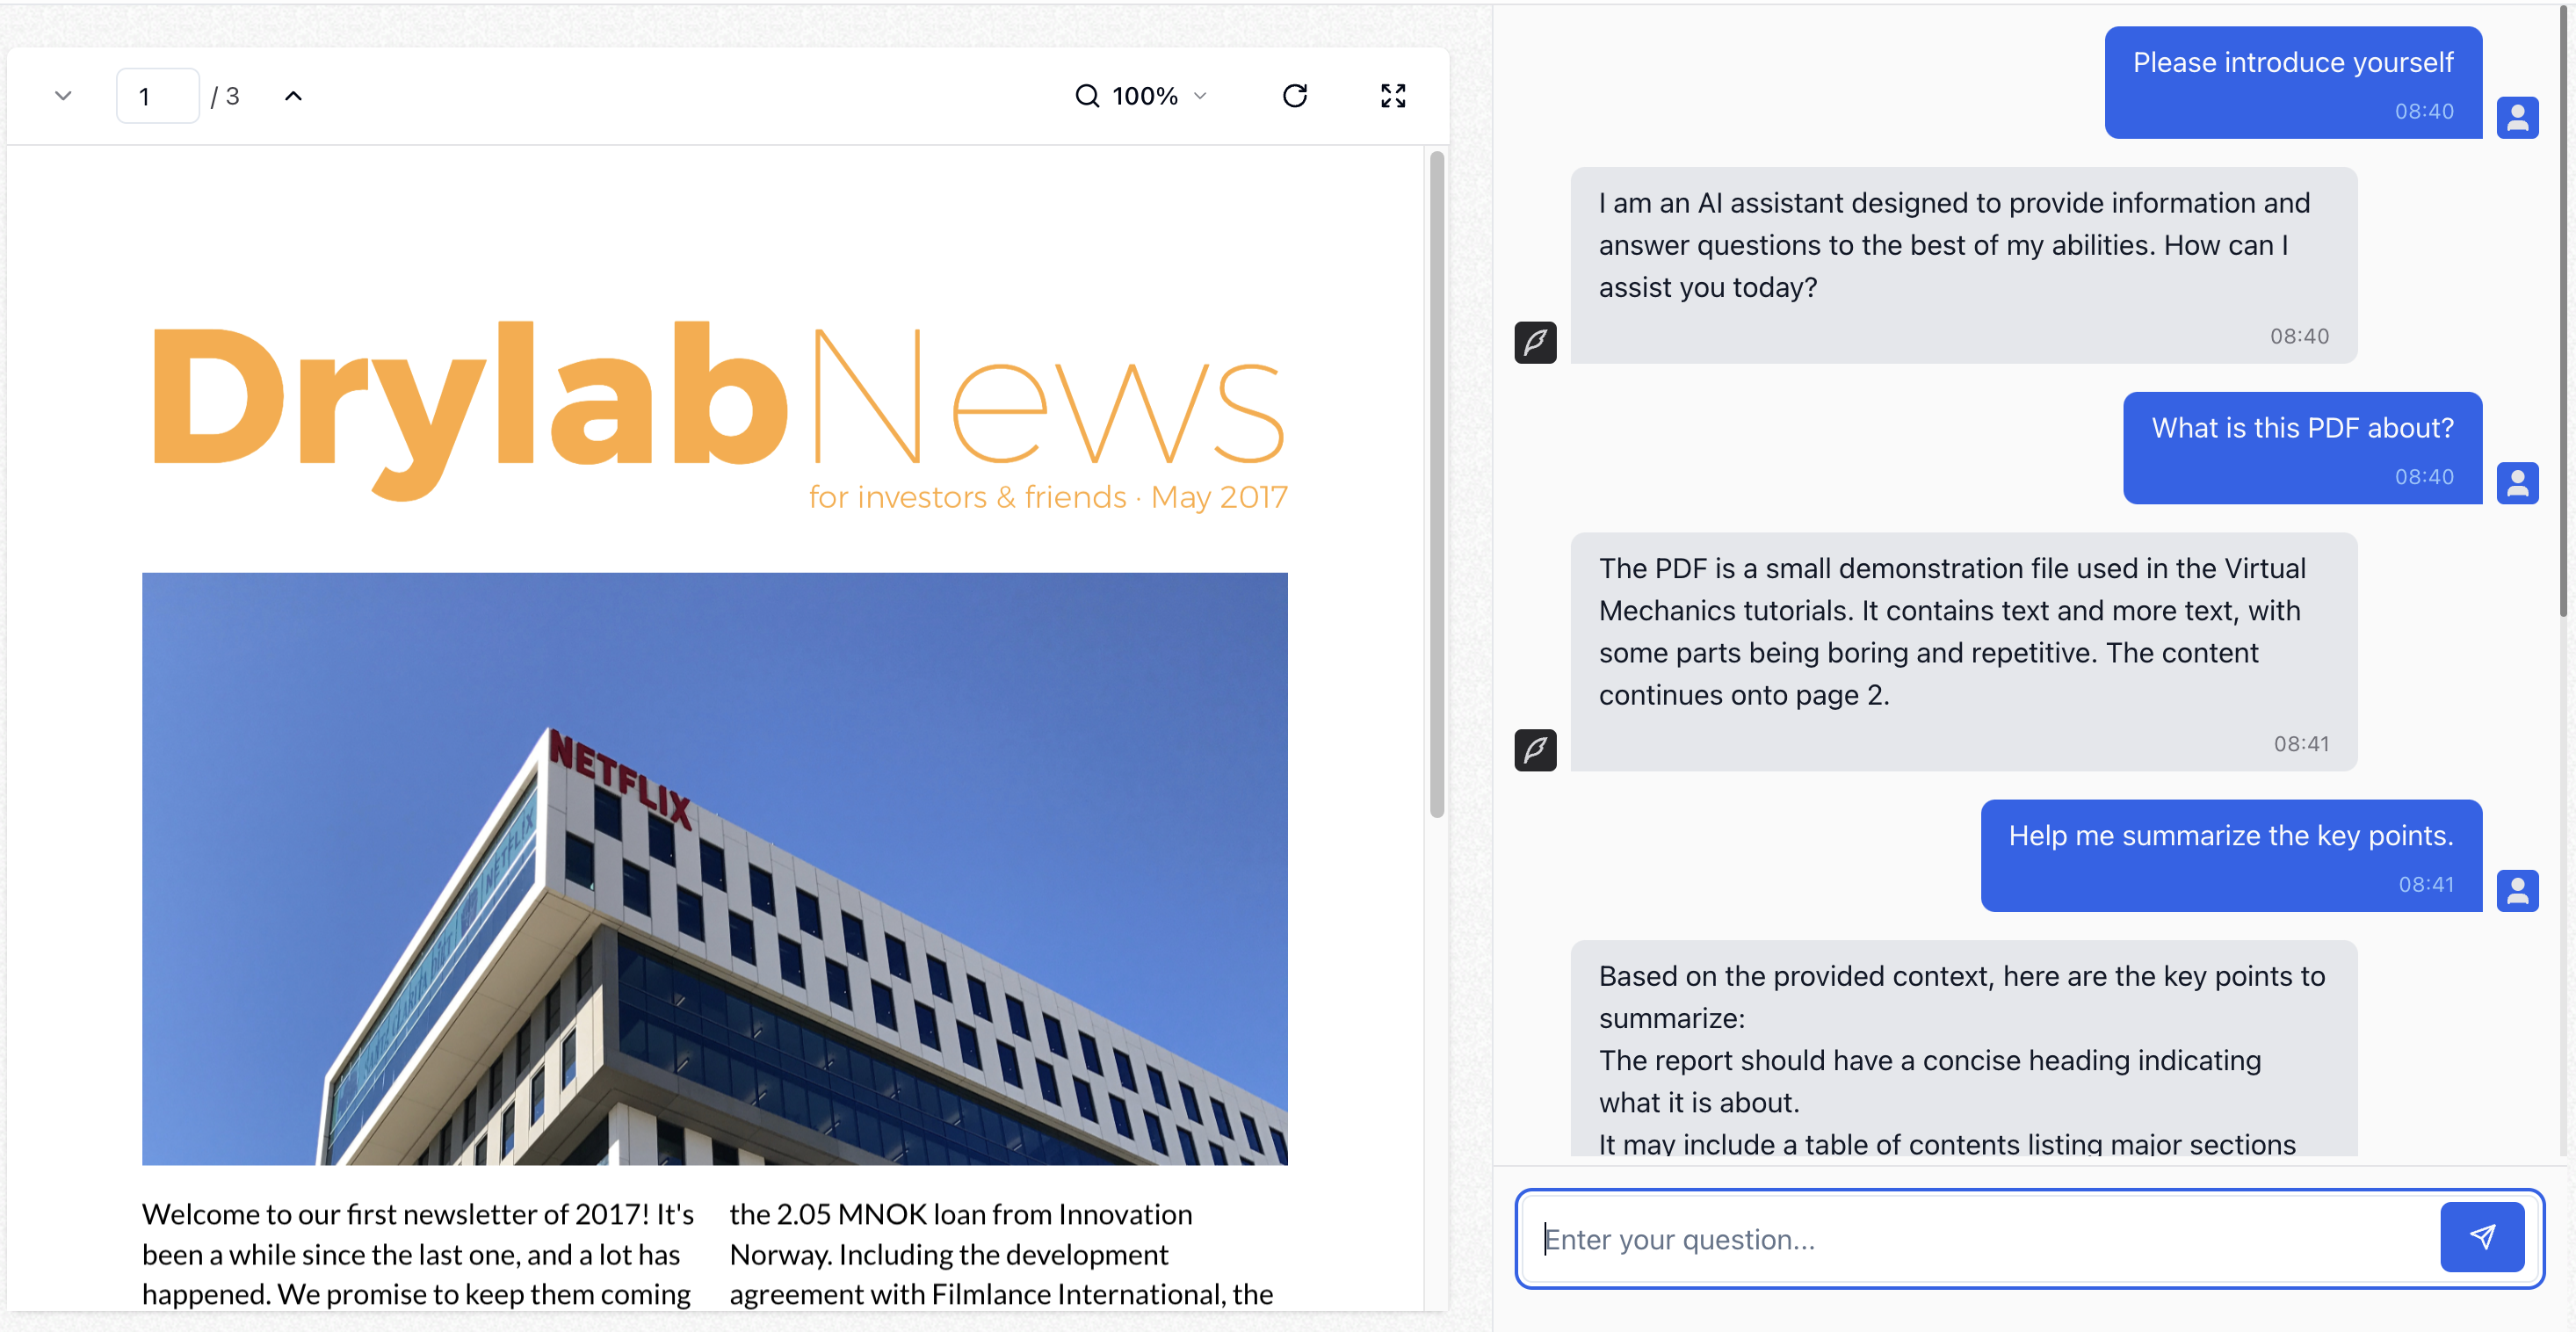 1 / 3
100%
DrylabNews
for investors & friends · May 2017
NETFLIX
NETFLIX
Welcome to our first newsletter of 2017! It's
been a while since the last one, and a lot has
happened. We promise to keep them coming
the 2.05 MNOK loan from Innovation
Norway. Including the development
agreement with Filmlance International, the
Please introduce yourself
08:40
I am an AI assistant designed to provide information and
answer questions to the best of my abilities. How can I
assist you today?
08:40
What is this PDF about?
08:40
The PDF is a small demonstration file used in the Virtual
Mechanics tutorials. It contains text and more text, with
some parts being boring and repetitive. The content
continues onto page 2.
08:41
Help me summarize the key points.
08:41
Based on the provided context, here are the key points to
summarize:
The report should have a concise heading indicating
what it is about.
It may include a table of contents listing major sections
Enter your question...